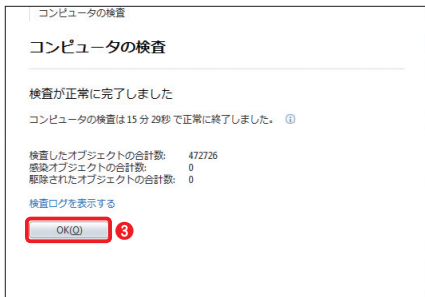 コンピュータの検査
コンピュータの検査
検査が正常に完了しました
コンピュータの検査は15 分 29秒 で正常に終了しました。
検査したオブジェクトの合計数: 472726
感染オブジェクトの合計数: 0
駆除されたオブジェクトの合計数: 0
検査ログを表示する
OK(O) 3